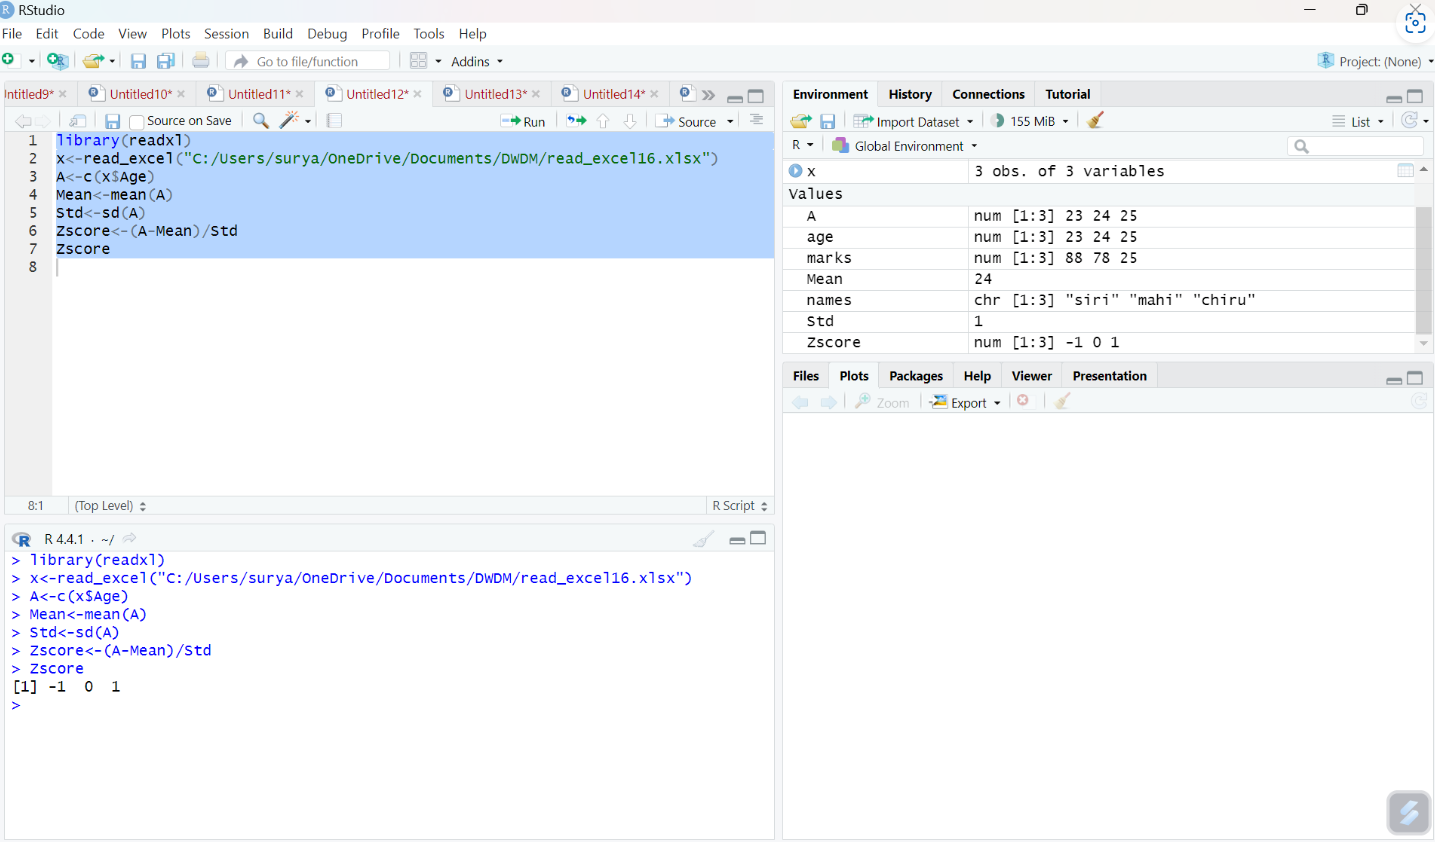 RStudio
File Edit Code View Plots Session Build Debug Profile Tools Help
Go to file/function Addins Project: (None)
ntitled9* Untitled10* Untitled11* Untitled12* Untitled13* Untitled14*
Source on Save Run Source
1 library(readxl)
2 x<-read_excel("C:/Users/surya/OneDrive/Documents/DWDM/read_excel16.xlsx")
3 A<-c(x$Age)
4 Mean<-mean(A)
5 Std<-sd(A)
6 Zscore<-(A-Mean)/Std
7 Zscore
8
8:1 (Top Level) R Script
R 4.4.1 · ~/
> library(readxl)
> x<-read_excel("C:/Users/surya/OneDrive/Documents/DWDM/read_excel16.xlsx")
> A<-c(x$Age)
> Mean<-mean(A)
> Std<-sd(A)
> Zscore<-(A-Mean)/Std
> Zscore
[1] -1 0 1
>
Environment History Connections Tutorial
Import Dataset 155 MiB List
R Global Environment
x 3 obs. of 3 variables
Values
A num [1:3] 23 24 25
age num [1:3] 23 24 25
marks num [1:3] 88 78 25
Mean 24
names chr [1:3] "siri" "mahi" "chiru"
Std 1
Zscore num [1:3] -1 0 1
Files Plots Packages Help Viewer Presentation
Zoom Export